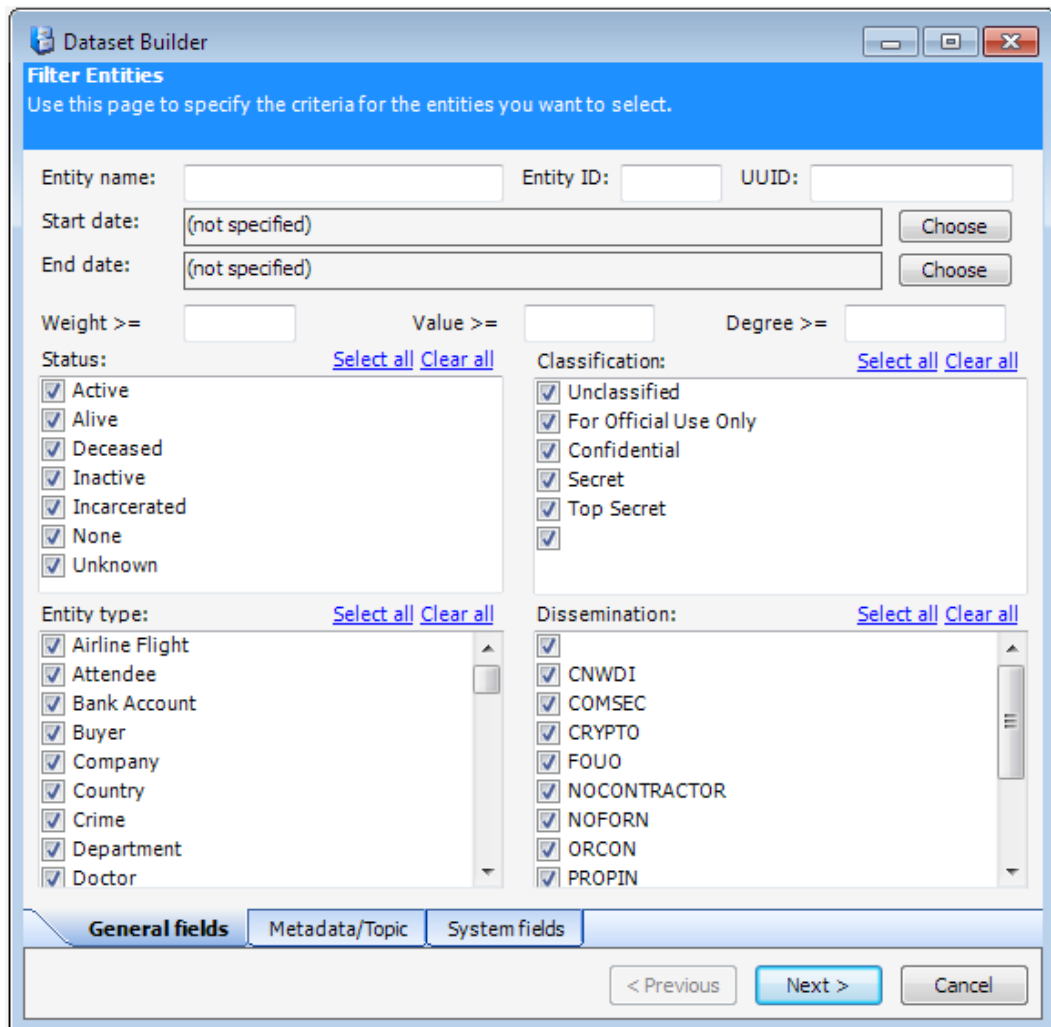 Dataset Builder
Filter Entities
Use this page to specify the criteria for the entities you want to select.
Entity name: Entity ID: UUID:
Start date: (not specified) Choose
End date: (not specified) Choose
Weight >= Value >= Degree >=
Status: Select all Clear all
Active
Alive
Deceased
Inactive
Incarcerated
None
Unknown
Classification: Select all Clear all
Unclassified
For Official Use Only
Confidential
Secret
Top Secret
Entity type: Select all Clear all
Airline Flight
Attendee
Bank Account
Buyer
Company
Country
Crime
Department
Doctor
Dissemination: Select all Clear all
CNWDI
COMSEC
CRYPTO
FOUO
NOCONTRACTOR
NOFORN
ORCON
PROPIN
General fields Metadata/Topic System fields
< Previous Next > Cancel